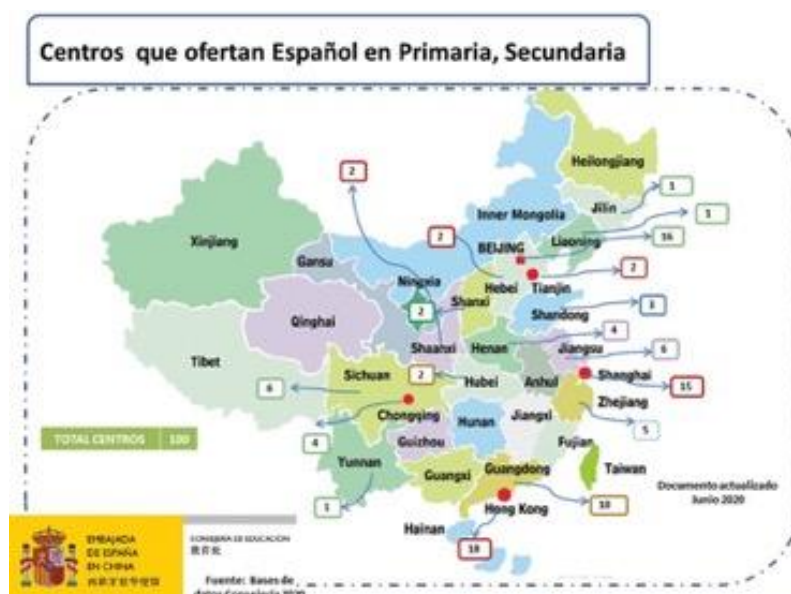 Centros que ofertan Español en Primaria, Secundaria
Heilongjiang
2
1
Jilin
Inner Mongolia
1
Xinjiang
2
BEIJING
Liaoning
16
Gansu
2
Hebei
Tianjin
Ningxia
Shanxi
2
Shandong
Qinghai
4
Shaanxi
Henan
Jiangsu
6
Tibet
Sichuan
2
Hubei
Anhui
Shanghai
15
Chongqing
Zhejiang
TOTAL CENTROS 100
4
Hunan
Jiangxi
5
Guizhou
Yunnan
Fujian
Guangxi
Guangdong
Taiwan
Documento actualizado
Junio 2020
1
10
Hong Kong
Hainan
18
EMBAJADA
DE ESPAÑA
EN CHINA
CONSEJERÍA DE EDUCACIÓN
教育处
Fuente: Bases de